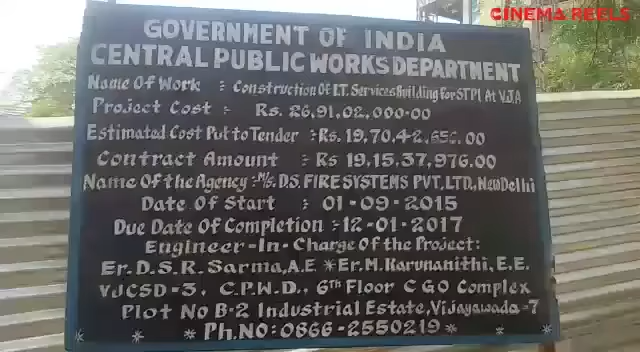 CINEMA REELS
GOVERNMENT OF INDIA
CENTRAL PUBLIC WORKS DEPARTMENT
Name Of Work : Construction Of I.T. Services Building for STPI At VJA
Project Cost : Rs. 26,91,02,000.00
Estimated Cost Put to Tender : Rs. 19,70,42,656.00
Contract Amount : Rs 19,15,37,976.00
Name Of the Agency :- M/s. D.S. FIRE SYSTEMS PVT. LTD., New Delhi
Date Of Start : 01-09-2015
Due Date Of Completion : 12-01-2017
Engineer-In-Charge Of the Project:
Er. D.S.R. Sarma, A.E * Er. M. Karunanithi, E.E.
VJCSD-3, C.P.W.D., 6th Floor CGO Complex
Plot No B-2 Industrial Estate, Vijayawada-7
* * * Ph.NO: 0866-2550219 * * *